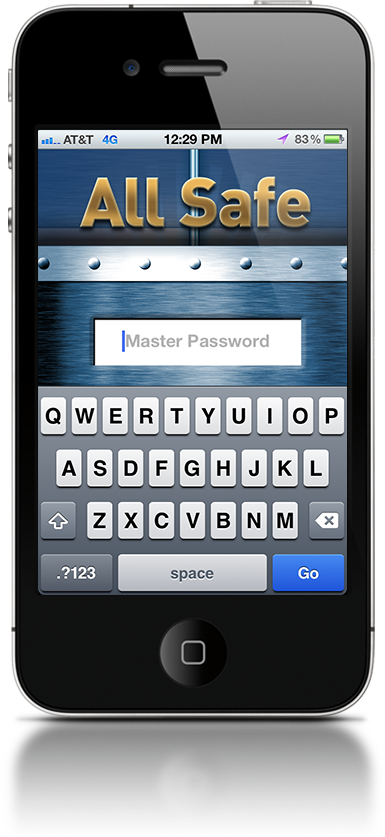 AT&T 4G 12:29 PM 83%
All Safe
Master Password
Q W E R T Y U I O P
A S D F G H J K L
Z X C V B N M
.?123 space Go